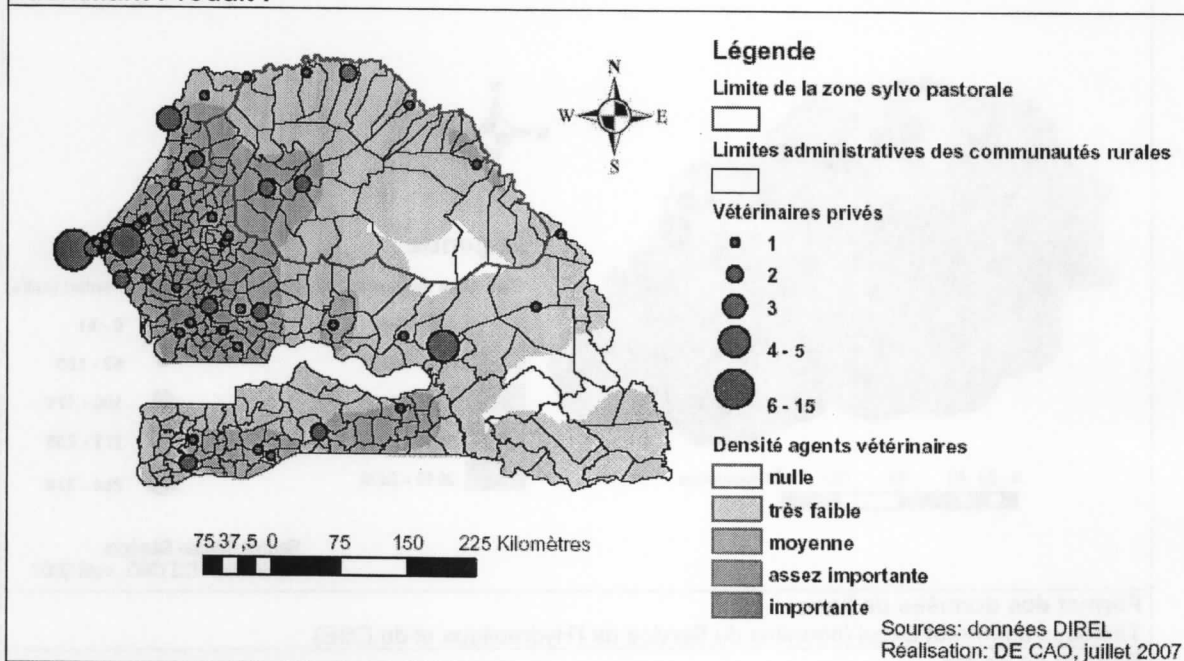 Légende
Limite de la zone sylvo pastorale
Limites administratives des communautés rurales
Vétérinaires privés
1
2
3
4 - 5
6 - 15
Densité agents vétérinaires
nulle
très faible
moyenne
assez importante
importante
N
W E
S
75 37,5 0 75 150 225 Kilomètres
Sources: données DIREL
Réalisation: DE CAO, juillet 2007